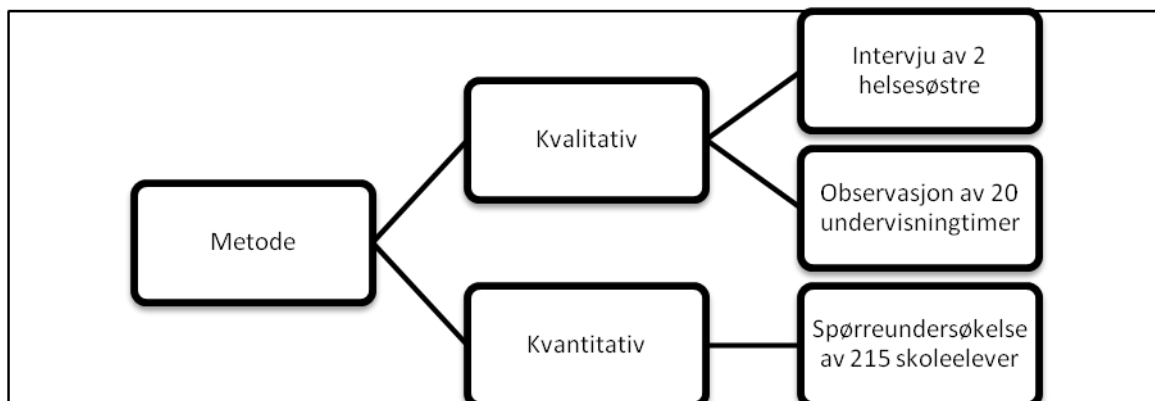 Metode
Kvalitativ
Intervju av 2
helsesøstre
Observasjon av 20
undervisningtimer
Kvantitativ
Spørreundersøkelse
av 215 skoleelever